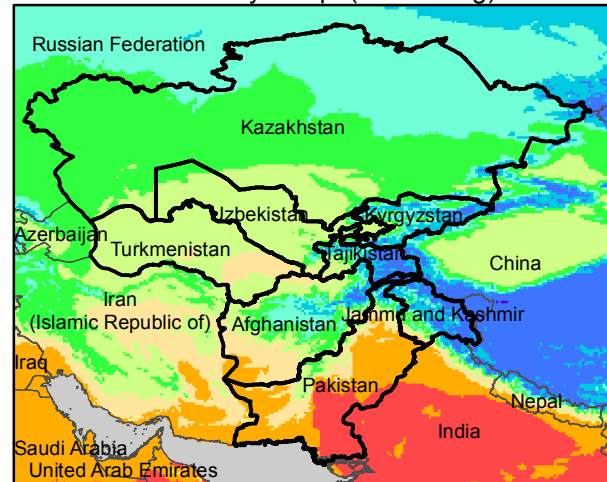 Russian Federation
Kazakhstan
Uzbekistan
Kyrgyzstan
Azerbaijan
Turkmenistan
Tajikistan
China
Iran
(Islamic Republic of)
Afghanistan
Jammu and Kashmir
Iraq
Pakistan
Nepal
India
Saudi Arabia
United Arab Emirates